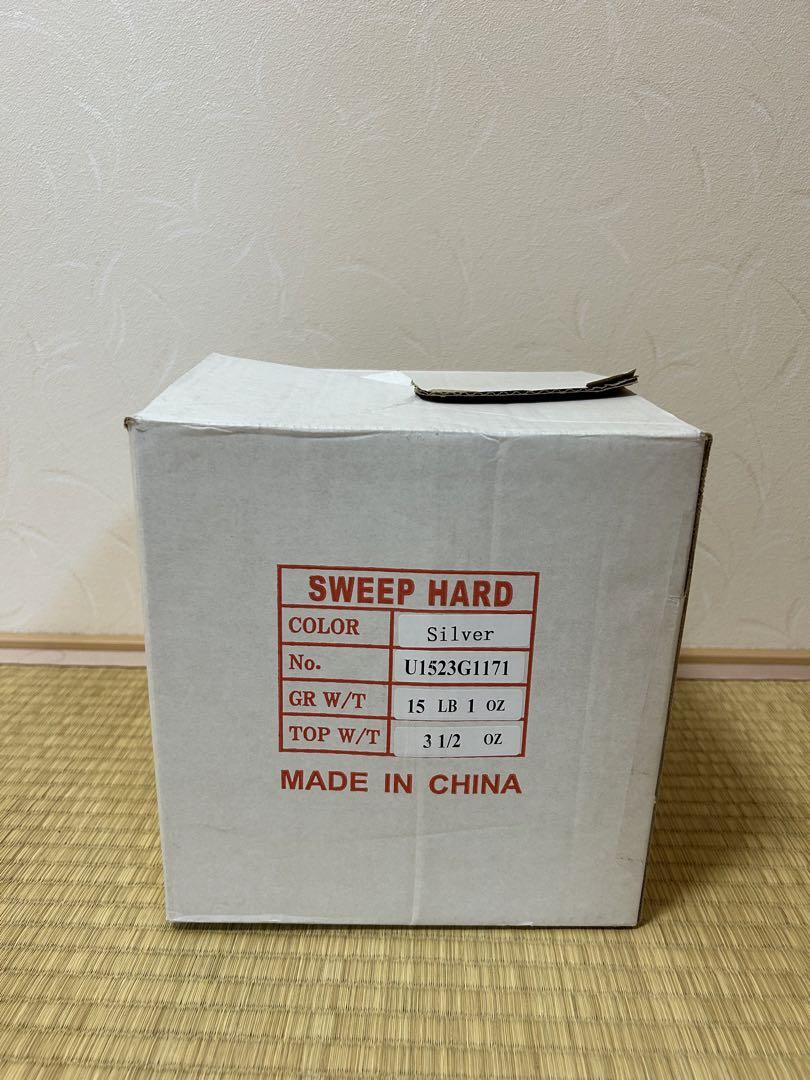 SWEEP HARD
COLOR Silver
No. U1523G1171
GR W/T 15 LB 1 OZ
TOP W/T 3 1/2 OZ
MADE IN CHINA